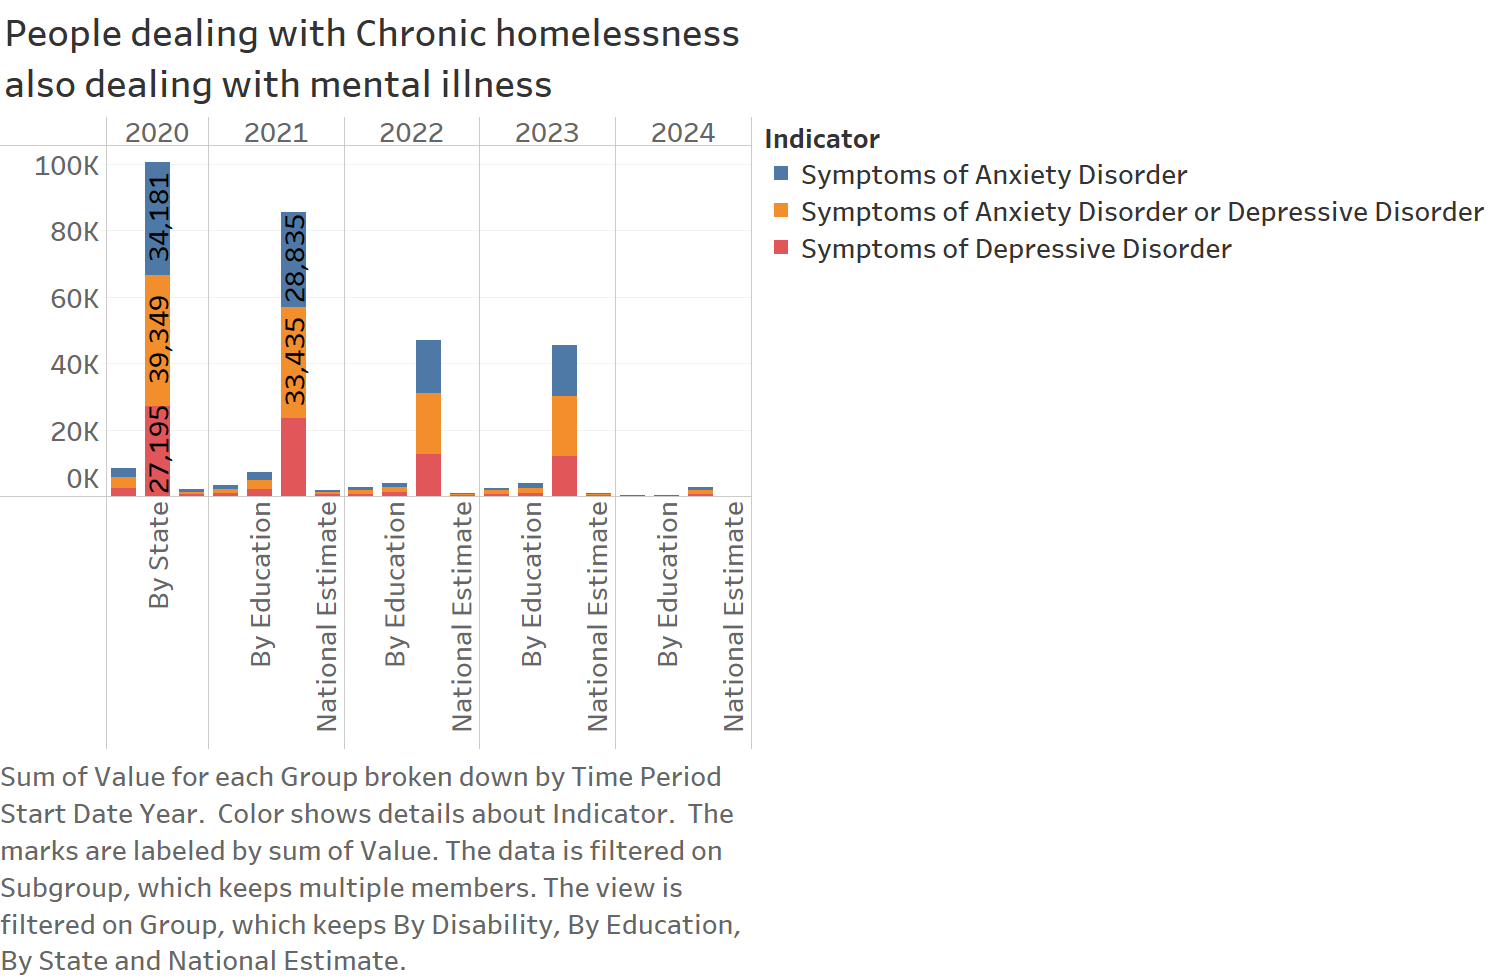 People dealing with Chronic homelessness
also dealing with mental illness
2020 2021 2022 2023 2024
Indicator
Symptoms of Anxiety Disorder
Symptoms of Anxiety Disorder or Depressive Disorder
Symptoms of Depressive Disorder
100K
80K
60K
40K
20K
0K
34,181
39,349
27,195
28,835
33,435
By State
By Education
National Estimate
By Education
National Estimate
By Education
National Estimate
By Education
National Estimate
Sum of Value for each Group broken down by Time Period
Start Date Year.  Color shows details about Indicator.  The
marks are labeled by sum of Value. The data is filtered on
Subgroup, which keeps multiple members. The view is
filtered on Group, which keeps By Disability, By Education,
By State and National Estimate.